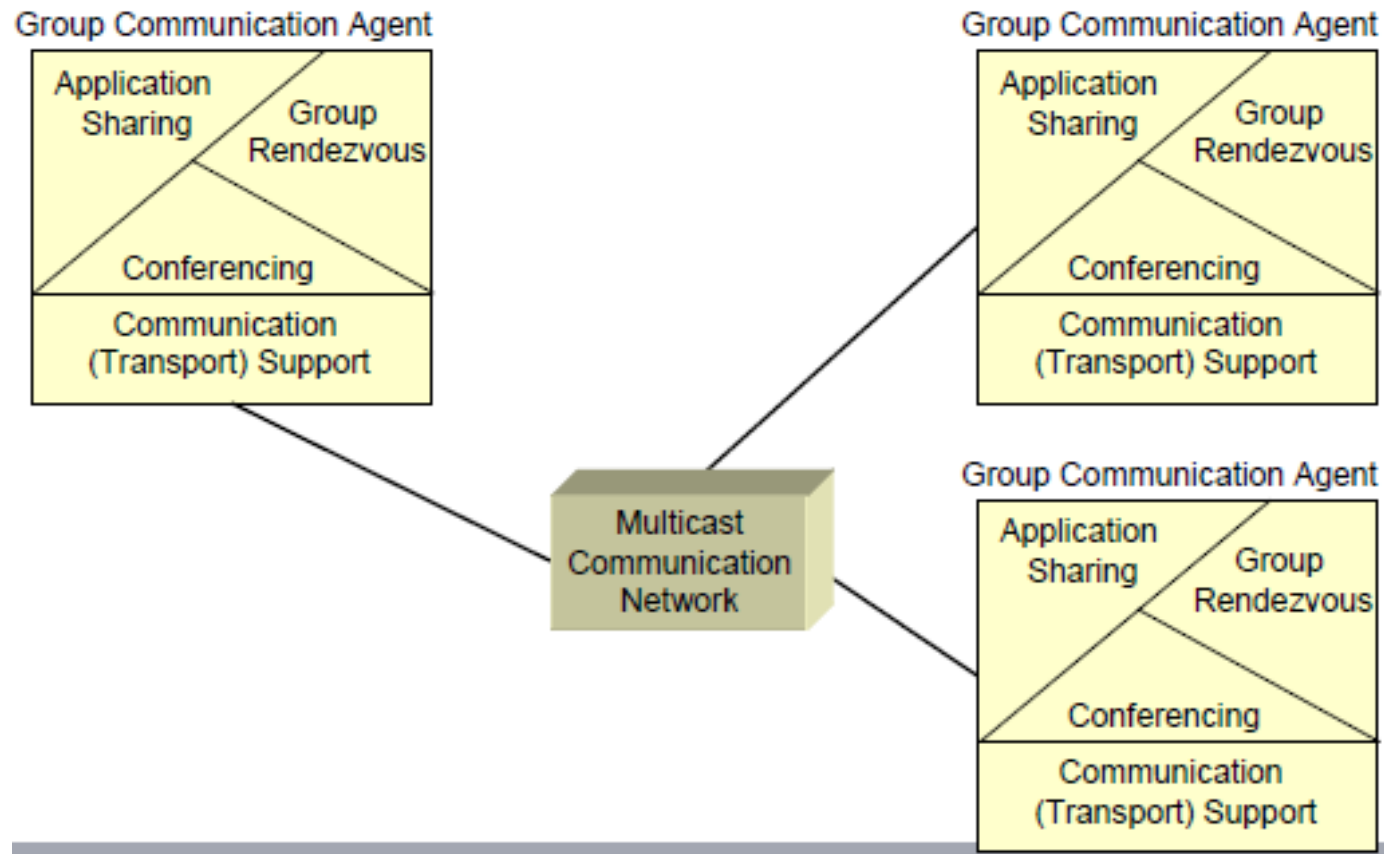 Group Communication Agent
Application
Sharing
Group
Rendezvous
Conferencing
Communication
(Transport) Support
Group Communication Agent
Application
Sharing
Group
Rendezvous
Conferencing
Communication
(Transport) Support
Multicast
Communication
Network
Group Communication Agent
Application
Sharing
Group
Rendezvous
Conferencing
Communication
(Transport) Support